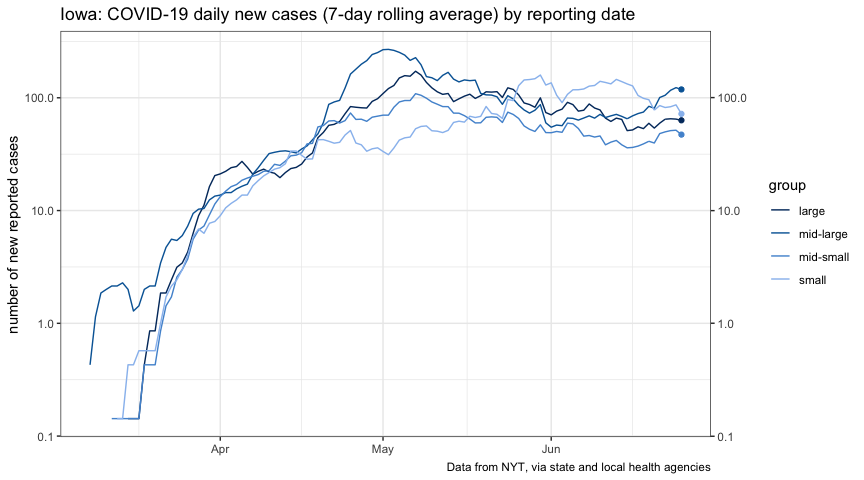 Iowa: COVID-19 daily new cases (7-day rolling average) by reporting date
number of new reported cases
100.0
10.0
1.0
0.1
100.0
10.0
1.0
0.1
Apr
May
Jun
group
large
mid-large
mid-small
small
Data from NYT, via state and local health agencies